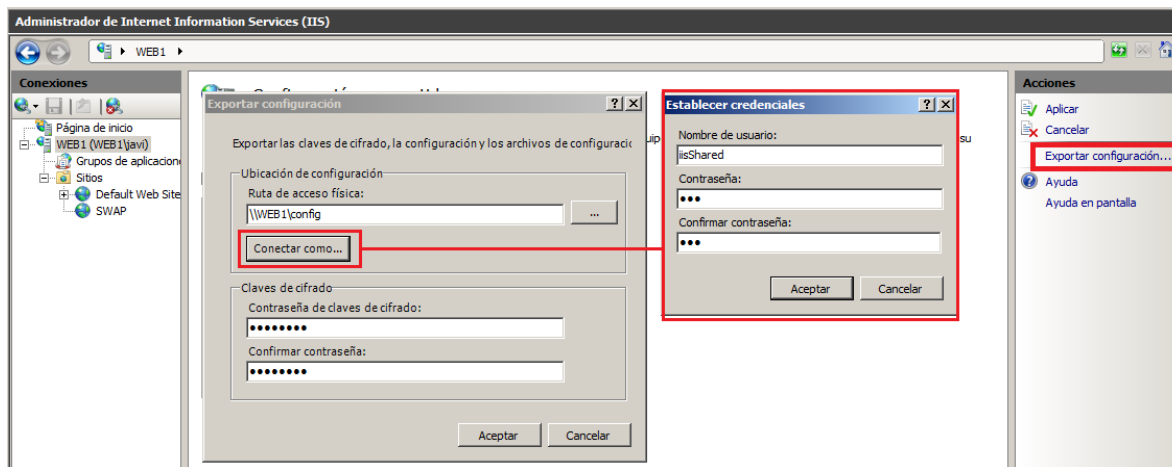 Administrador de Internet Information Services (IIS)
WEB1
Conexiones
Página de inicio
WEB1 (WEB1\javi)
Grupos de aplicacione
Sitios
Default Web Site
SWAP
Exportar configuración
Exportar las claves de cifrado, la configuración y los archivos de configuracic
Ubicación de configuración
Ruta de acceso física:
\\WEB1\config
...
Conectar como...
Claves de cifrado
Contraseña de claves de cifrado:
••••••••
Confirmar contraseña:
••••••••
Aceptar
Cancelar
Establecer credenciales
Nombre de usuario:
iisShared
Contraseña:
•••
Confirmar contraseña:
•••
Aceptar
Cancelar
su
Acciones
Aplicar
Cancelar
Exportar configuración...
Ayuda
Ayuda en pantalla